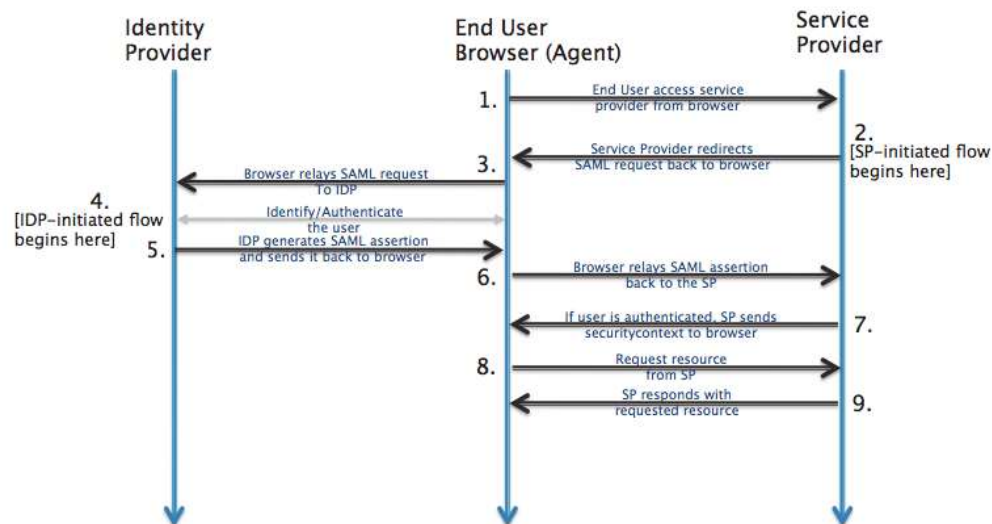 Identity
Provider
End User
Browser (Agent)
Service
Provider
1.
End User access service
provider from browser
2.
[SP-initiated flow
begins here]
Service Provider redirects
SAML request back to browser
3.
Browser relays SAML request
To IDP
4.
[IDP-initiated flow
begins here]
Identify/Authenticate
the user
5.
IDP generates SAML assertion
and sends it back to browser
6.
Browser relays SAML assertion
back to the SP
If user is authenticated, SP sends
securitycontext to browser
7.
8.
Request resource
from SP
SP responds with
requested resource
9.